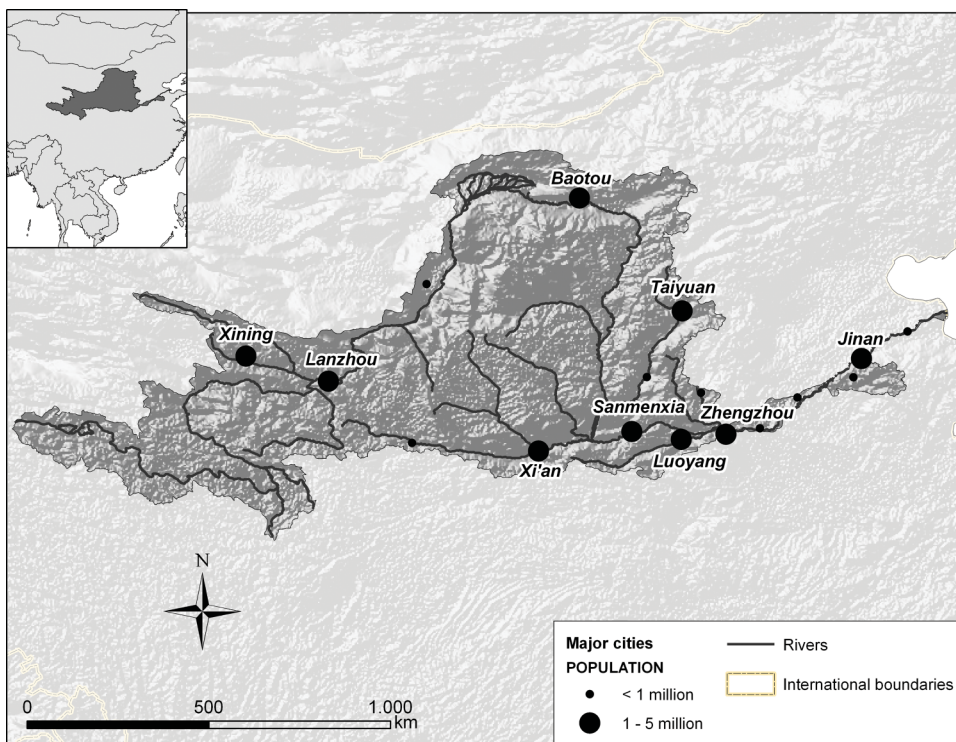 Baotou
Taiyuan
Xining
Lanzhou
Jinan
Sanmenxia
Zhengzhou
Xi'an
Luoyang
N
Major cities
POPULATION
< 1 million
1 - 5 million
Rivers
International boundaries
0 500 1.000
km